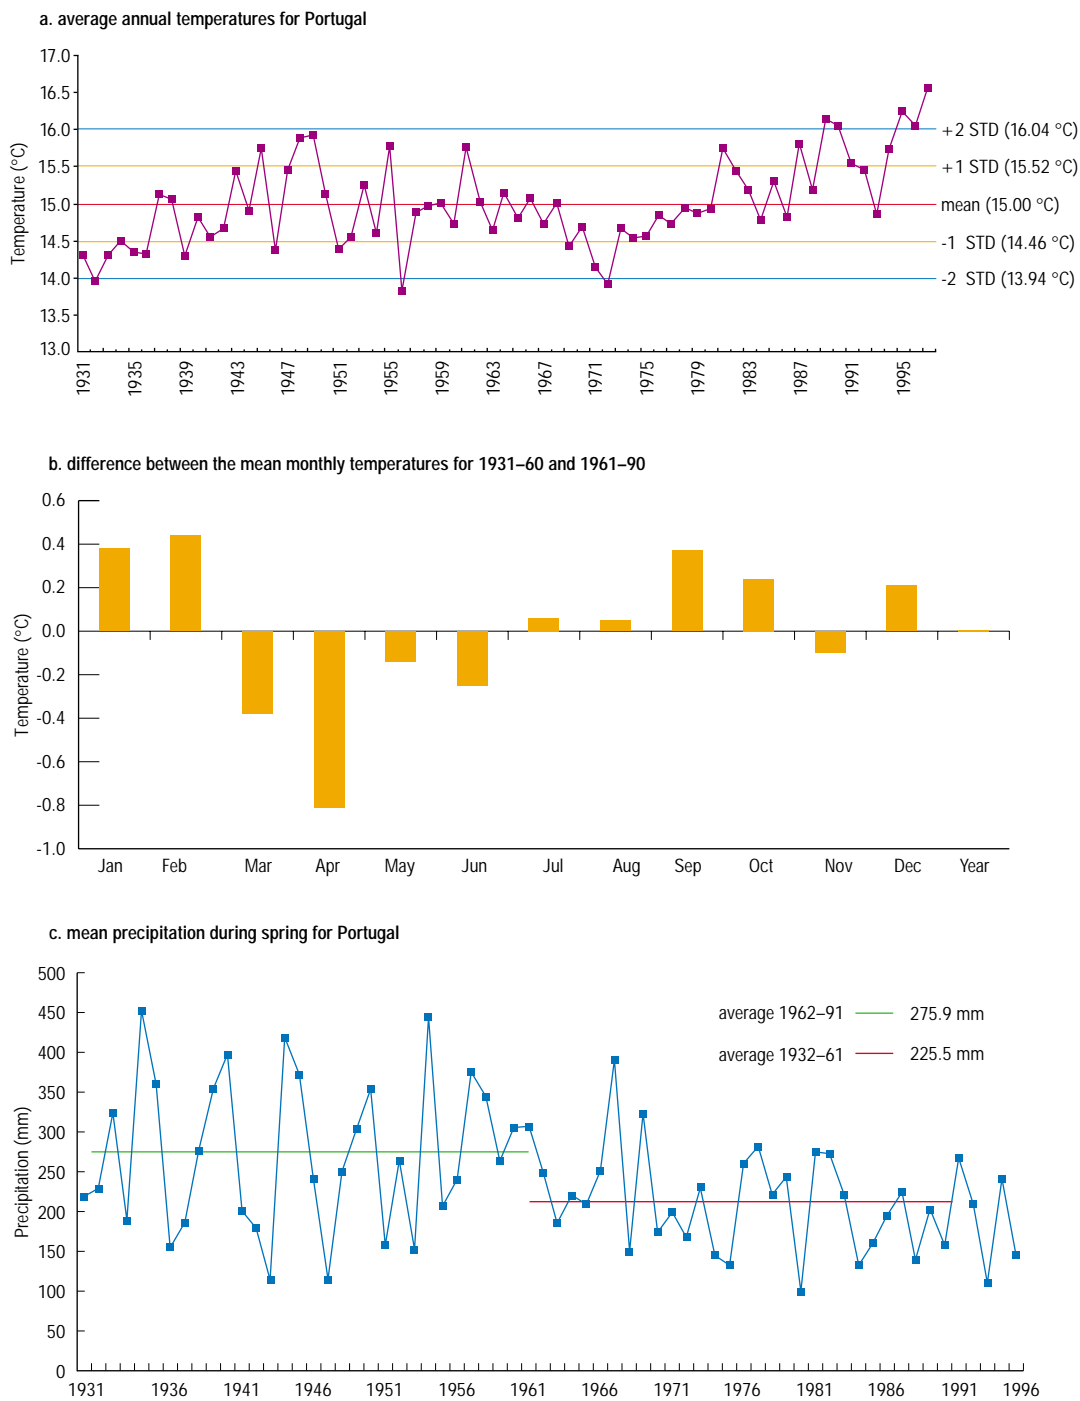 a. average annual temperatures for Portugal
Temperature (°C)
17.0
16.5
16.0
15.5
15.0
14.5
14.0
13.5
13.0
+2 STD (16.04 °C)
+1 STD (15.52 °C)
mean (15.00 °C)
-1 STD (14.46 °C)
-2 STD (13.94 °C)
1931 1935 1939 1943 1947 1951 1955 1959 1963 1967 1971 1975 1979 1983 1987 1991 1995
b. difference between the mean monthly temperatures for 1931–60 and 1961–90
Temperature (°C)
0.6
0.4
0.2
0.0
-0.2
-0.4
-0.6
-0.8
-1.0
Jan Feb Mar Apr May Jun Jul Aug Sep Oct Nov Dec Year
c. mean precipitation during spring for Portugal
Precipitation (mm)
500
450
400
350
300
250
200
150
100
50
0
average 1962–91 275.9 mm
average 1932–61 225.5 mm
1931 1936 1941 1946 1951 1956 1961 1966 1971 1976 1981 1986 1991 1996